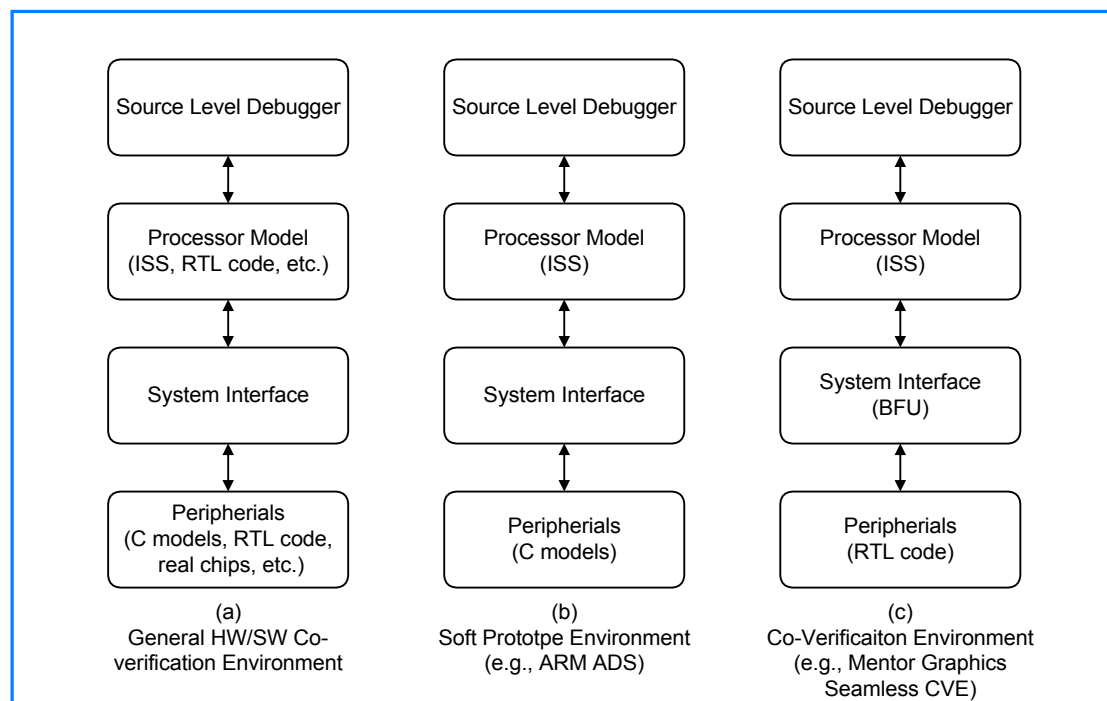 Source Level Debugger
Processor Model
(ISS, RTL code, etc.)
System Interface
Peripherials
(C models, RTL code,
real chips, etc.)
(a)
General HW/SW Co-
verification Environment
Source Level Debugger
Processor Model
(ISS)
System Interface
Peripherials
(C models)
(b)
Soft Prototpe Environment
(e.g., ARM ADS)
Source Level Debugger
Processor Model
(ISS)
System Interface
(BFU)
Peripherials
(RTL code)
(c)
Co-Verificaiton Environment
(e.g., Mentor Graphics
Seamless CVE)